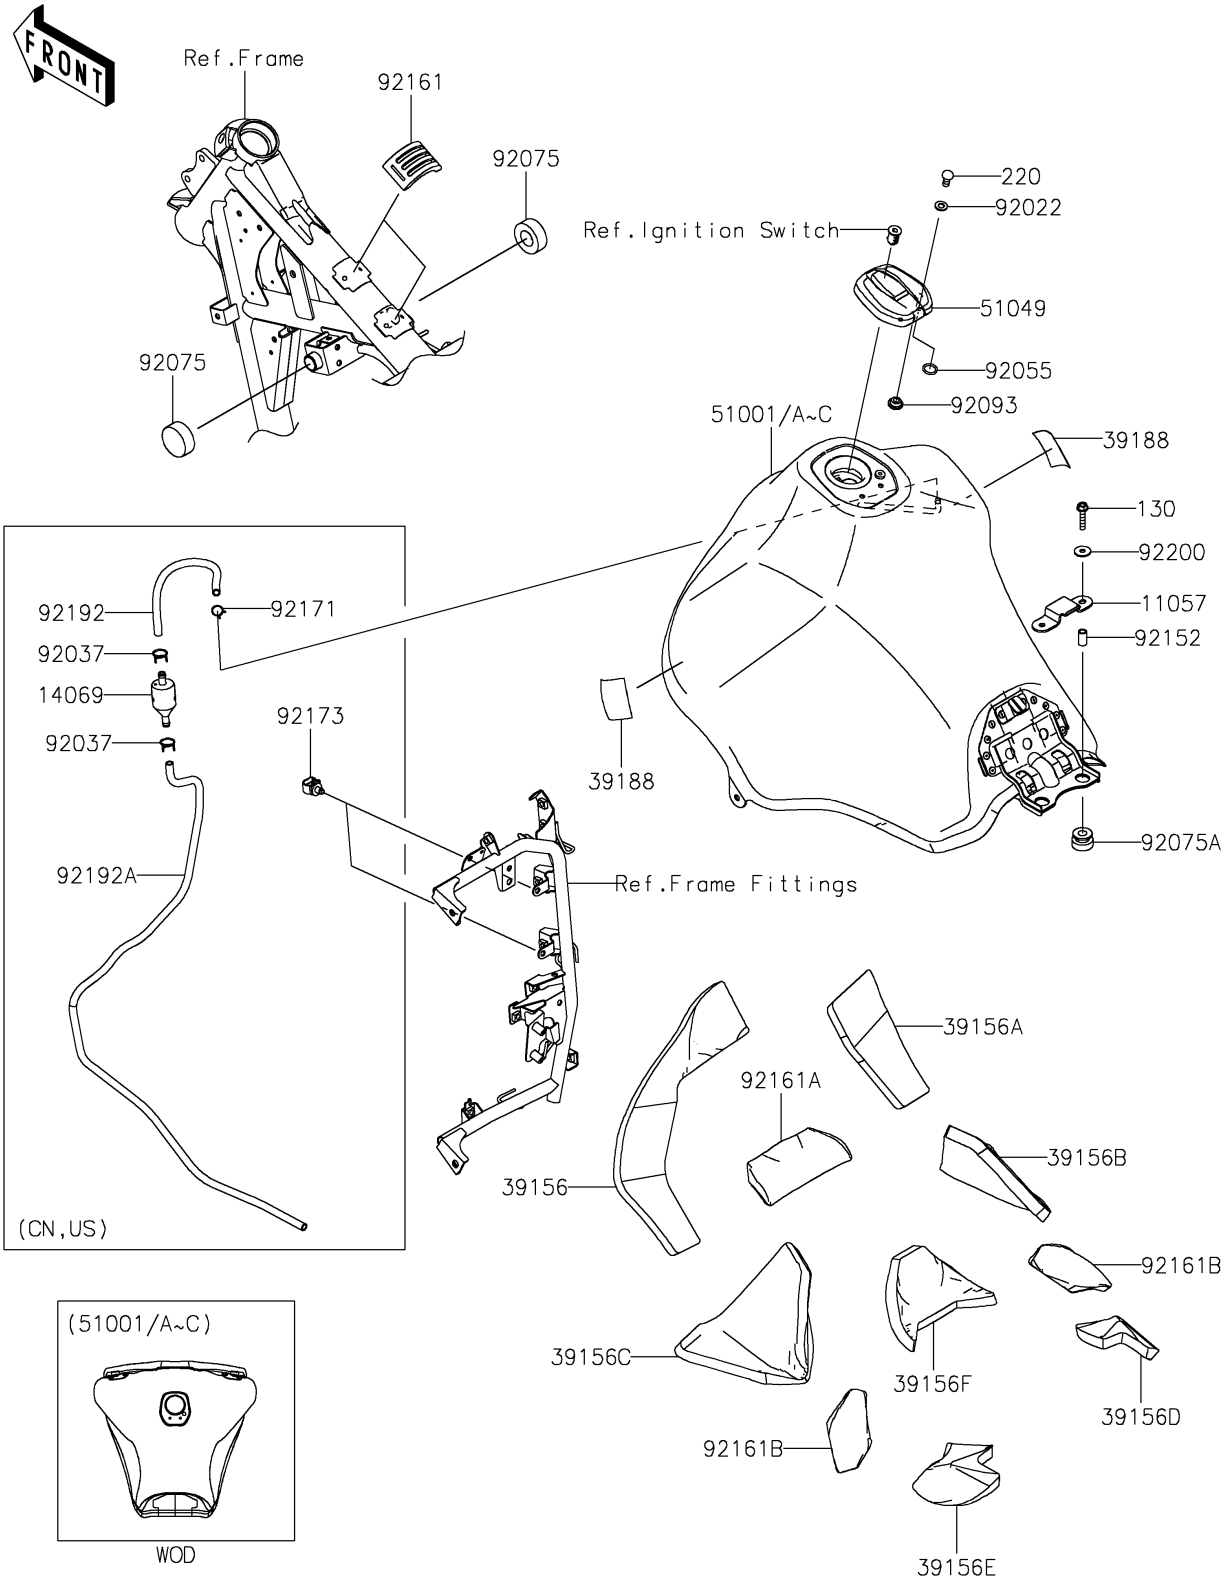 FRONT
Ref.Frame
92161
92075
220
92022
Ref.Ignition Switch
51049
92075
92055
92093
51001/A~C
39188
130
92200
92192
92171
11057
92037
92152
14069
92173
92037
39188
92075A
92192A
Ref.Frame Fittings
39156A
92161A
39156B
39156
(CN,US)
92161B
(51001/A~C)
39156C
39156F
39156D
92161B
WOD
39156E